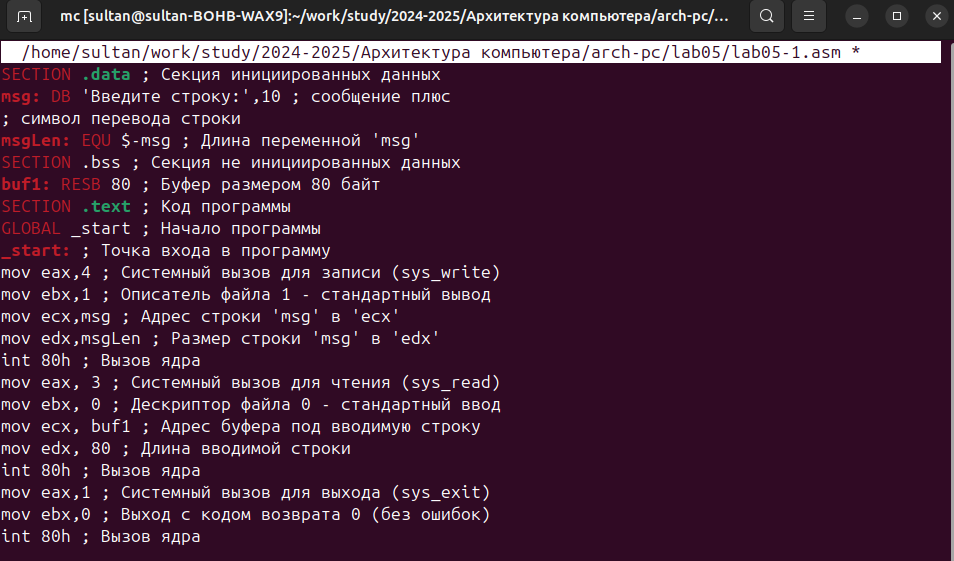 mc [sultan@sultan-BOHB-WAX9]:~/work/study/2024-2025/Архитектура компьютера/arch-pc/...
/home/sultan/work/study/2024-2025/Архитектура компьютера/arch-pc/lab05/lab05-1.asm *
SECTION .data ; Секция инициированных данных
msg: DB 'Введите строку:',10 ; сообщение плюс
; символ перевода строки
msgLen: EQU $-msg ; Длина переменной 'msg'
SECTION .bss ; Секция не инициированных данных
buf1: RESB 80 ; Буфер размером 80 байт
SECTION .text ; Код программы
GLOBAL _start ; Начало программы
_start: ; Точка входа в программу
mov eax,4 ; Системный вызов для записи (sys_write)
mov ebx,1 ; Описатель файла 1 - стандартный вывод
mov ecx,msg ; Адрес строки 'msg' в 'ecx'
mov edx,msgLen ; Размер строки 'msg' в 'edx'
int 80h ; Вызов ядра
mov eax, 3 ; Системный вызов для чтения (sys_read)
mov ebx, 0 ; Дескриптор файла 0 - стандартный ввод
mov ecx, buf1 ; Адрес буфера под вводимую строку
mov edx, 80 ; Длина вводимой строки
int 80h ; Вызов ядра
mov eax,1 ; Системный вызов для выхода (sys_exit)
mov ebx,0 ; Выход с кодом возврата 0 (без ошибок)
int 80h ; Вызов ядра